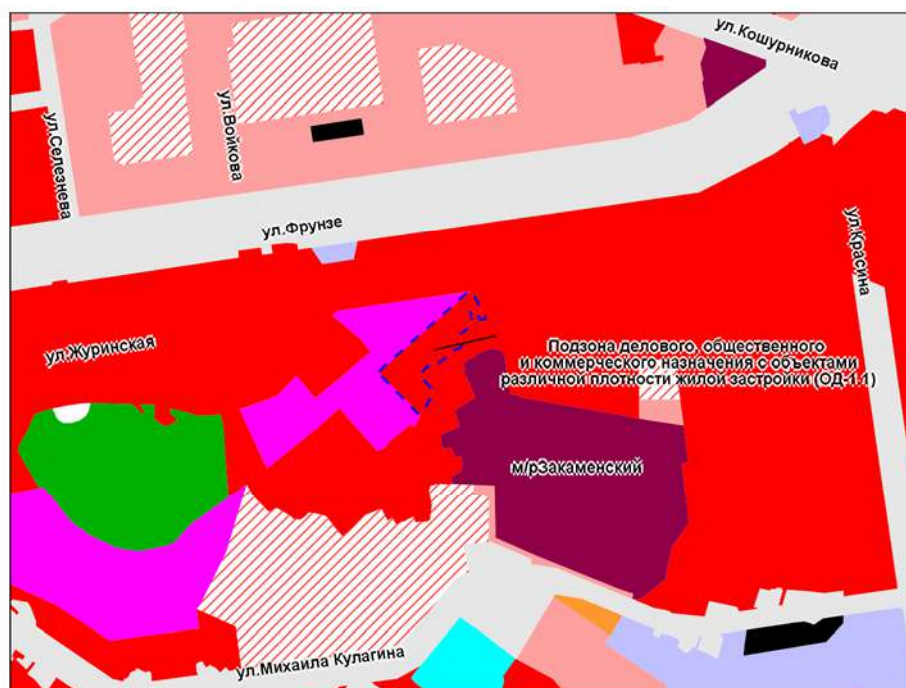 ул.Кошурникова
ул.Селезнева
ул.Войкова
ул.Фрунзе
ул.Красина
ул.Журинская
Подзона делового, общественного
и коммерческого назначения с объектами
различной плотности жилой застройки (ОД-1.1)
м/рЗакаменский
ул.Михаила Кулагина